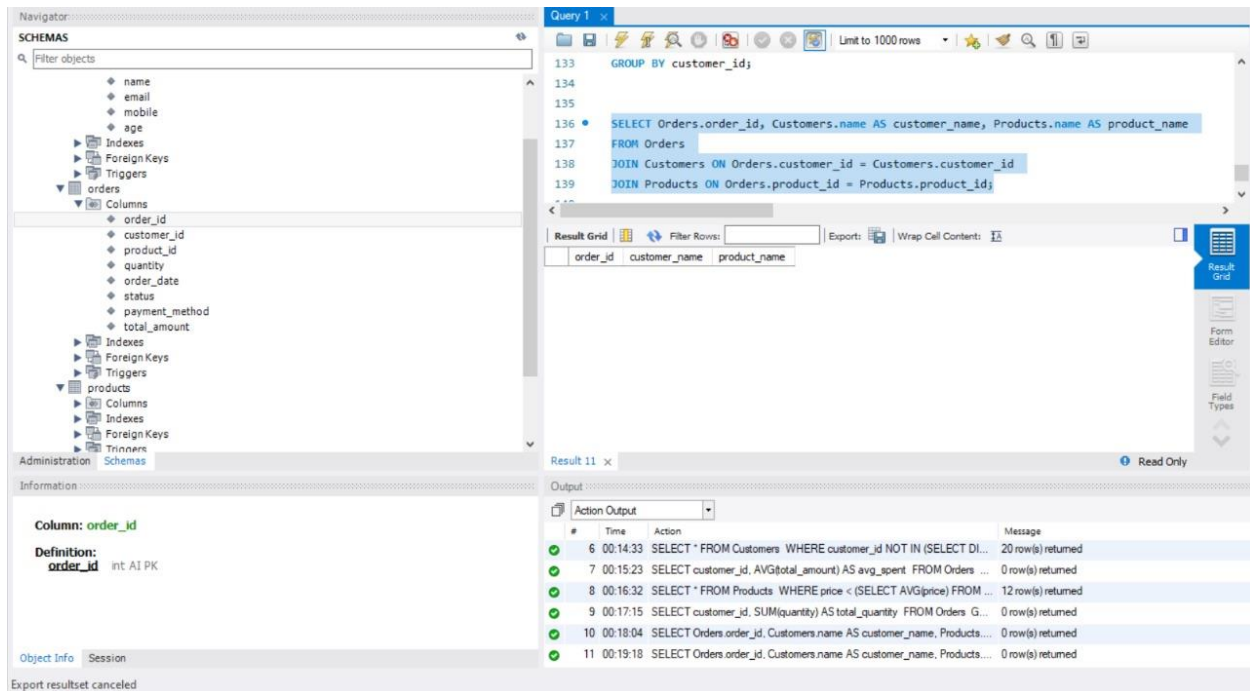 Navigator
SCHEMAS
Filter objects
name
email
mobile
age
Indexes
Foreign Keys
Triggers
orders
Columns
order_id
customer_id
product_id
quantity
order_date
status
payment_method
total_amount
Indexes
Foreign Keys
Triggers
products
Columns
Indexes
Foreign Keys
Triggers
Administration Schemas
Information
Column: order_id
Definition:
order_id int AI PK
Object Info Session
Export resultset canceled
Query 1
Limit to 1000 rows
133 GROUP BY customer_id;
134
135
136 SELECT Orders.order_id, Customers.name AS customer_name, Products.name AS product_name
137 FROM Orders
138 JOIN Customers ON Orders.customer_id = Customers.customer_id
139 JOIN Products ON Orders.product_id = Products.product_id;
Result Grid Filter Rows: Export: Wrap Cell Content:
order_id customer_name product_name
Result Grid
Form Editor
Field Types
Result 11 Read Only
Output
Action Output
# Time Action Message
6 00:14:33 SELECT * FROM Customers WHERE customer_id NOT IN (SELECT DI... 20 row(s) returned
7 00:15:23 SELECT customer_id, AVG(total_amount) AS avg_spent FROM Orders ... 0 row(s) returned
8 00:16:32 SELECT * FROM Products WHERE price < (SELECT AVG(price) FROM ... 12 row(s) returned
9 00:17:15 SELECT customer_id, SUM(quantity) AS total_quantity FROM Orders G... 0 row(s) returned
10 00:18:04 SELECT Orders.order_id, Customers.name AS customer_name, Products.... 0 row(s) returned
11 00:19:18 SELECT Orders.order_id, Customers.name AS customer_name, Products.... 0 row(s) returned